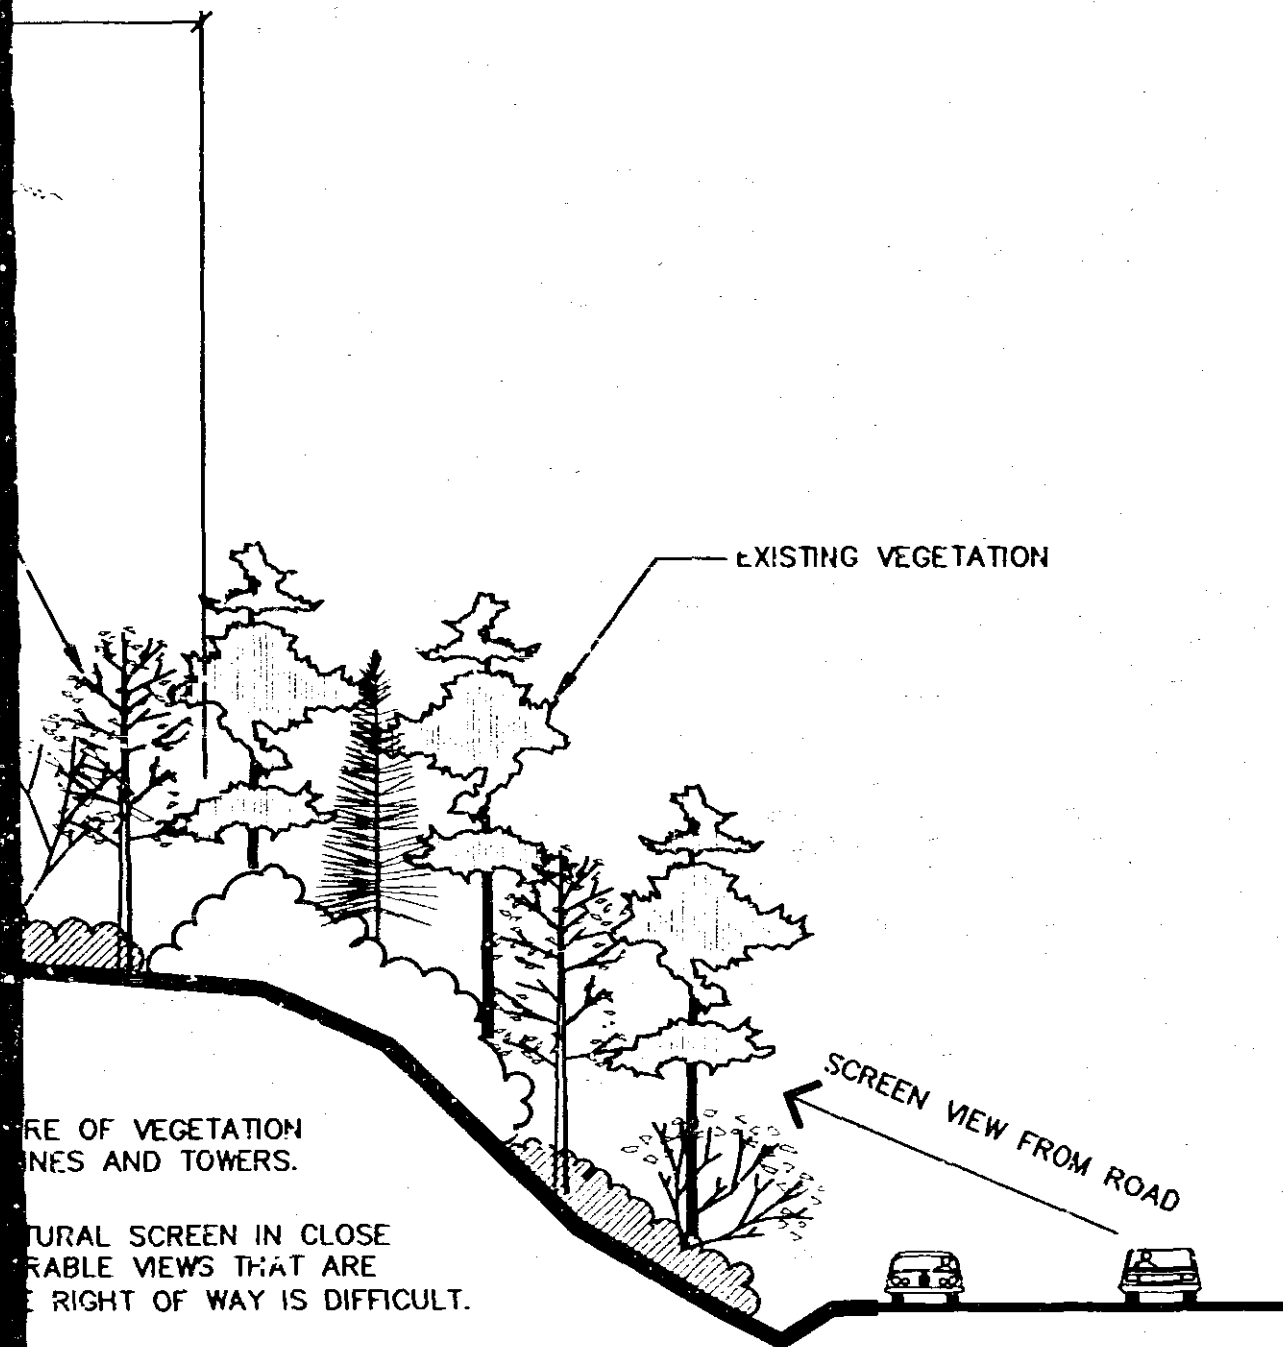 EXISTING VEGETATION
SCREEN VIEW FROM ROAD
RE OF VEGETATION
INES AND TOWERS.
TURAL SCREEN IN CLOSE
RABLE VIEWS THAT ARE
E RIGHT OF WAY IS DIFFICULT.